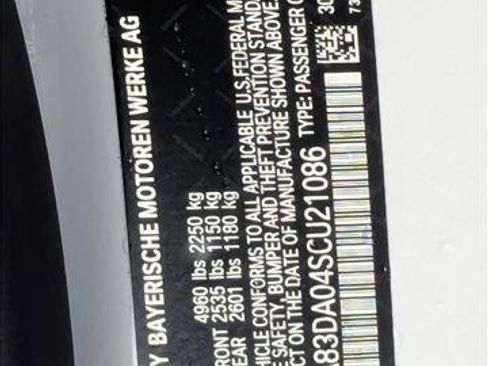 Y BAYERISCHE MOTOREN WERKE AG
4960 lbs 2250 kg
RONT 2535 lbs 1150 kg
EAR 2601 lbs 1180 kg
HICLE CONFORMS TO ALL APPLICABLE U.S.FEDERAL M
E SAFETY, BUMPER AND THEFT PREVENTION STAND
CT ON THE DATE OF MANUFACTURE SHOWN ABOVE.
A83DA04SCU21086 TYPE: PASSENGER C
30
73